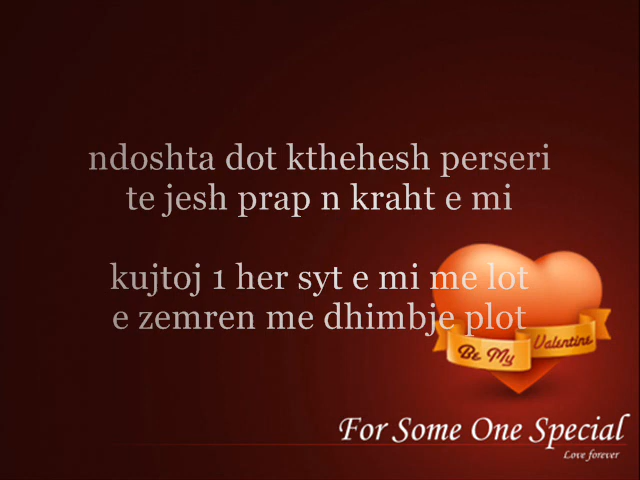 ndoshta dot kthehesh perseri
te jesh prap n kraht e mi
kujtoj 1 her syt e mi me lot
e zemren me dhimbje plot
Be My Valentine
For Some One Special
Love forever